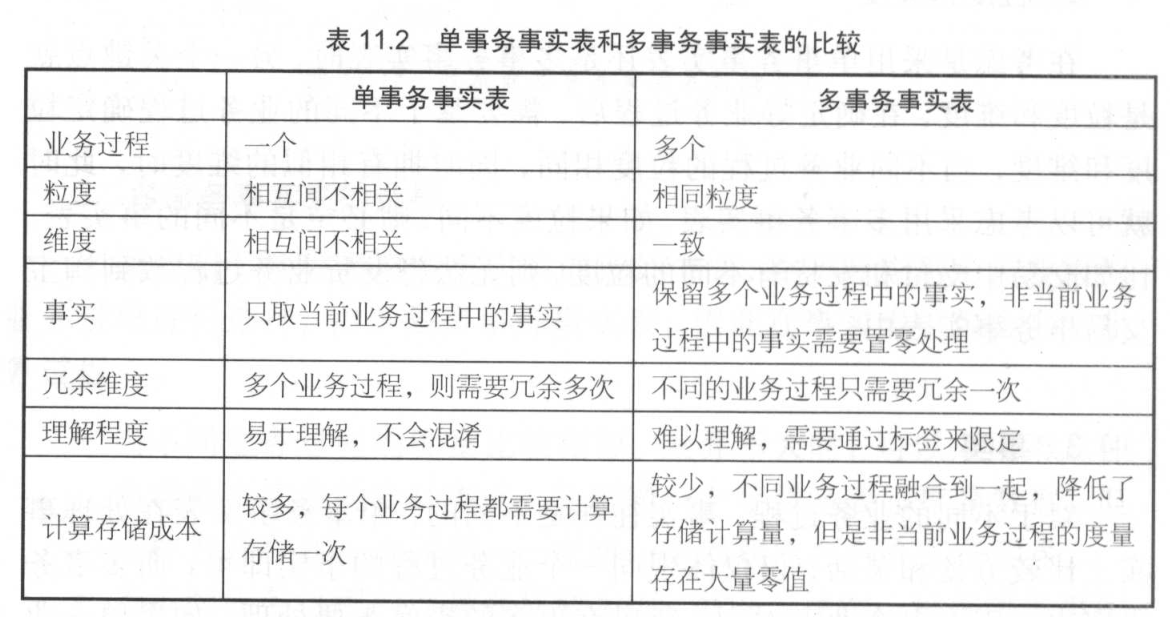 表 11.2 单事务事实表和多事务事实表的比较
单事务事实表 多事务事实表
业务过程 一个 多个
粒度 相互间不相关 相同粒度
维度 相互间不相关 一致
事实 只取当前业务过程中的事实 保留多个业务过程中的事实，非当前业务
过程中的事实需要置零处理
冗余维度 多个业务过程，则需要冗余多次 不同的业务过程只需要冗余一次
理解程度 易于理解，不会混淆 难以理解，需要通过标签来限定
计算存储成本 较多，每个业务过程都需要计算
存储一次
较少，不同业务过程融合到一起，降低了
存储计算量，但是非当前业务过程的度量
存在大量零值